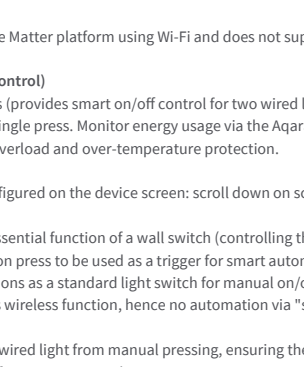 e Matter platform using Wi-Fi and does not sup
ontrol)
s (provides smart on/off control for two wired l
ingle press. Monitor energy usage via the Aqar
verload and over-temperature protection.
figured on the device screen: scroll down on sc
ssential function of a wall switch (controlling th
on press to be used as a trigger for smart autor
ions as a standard light switch for manual on/c
s wireless function, hence no automation via "s
wired light from manual pressing, ensuring the